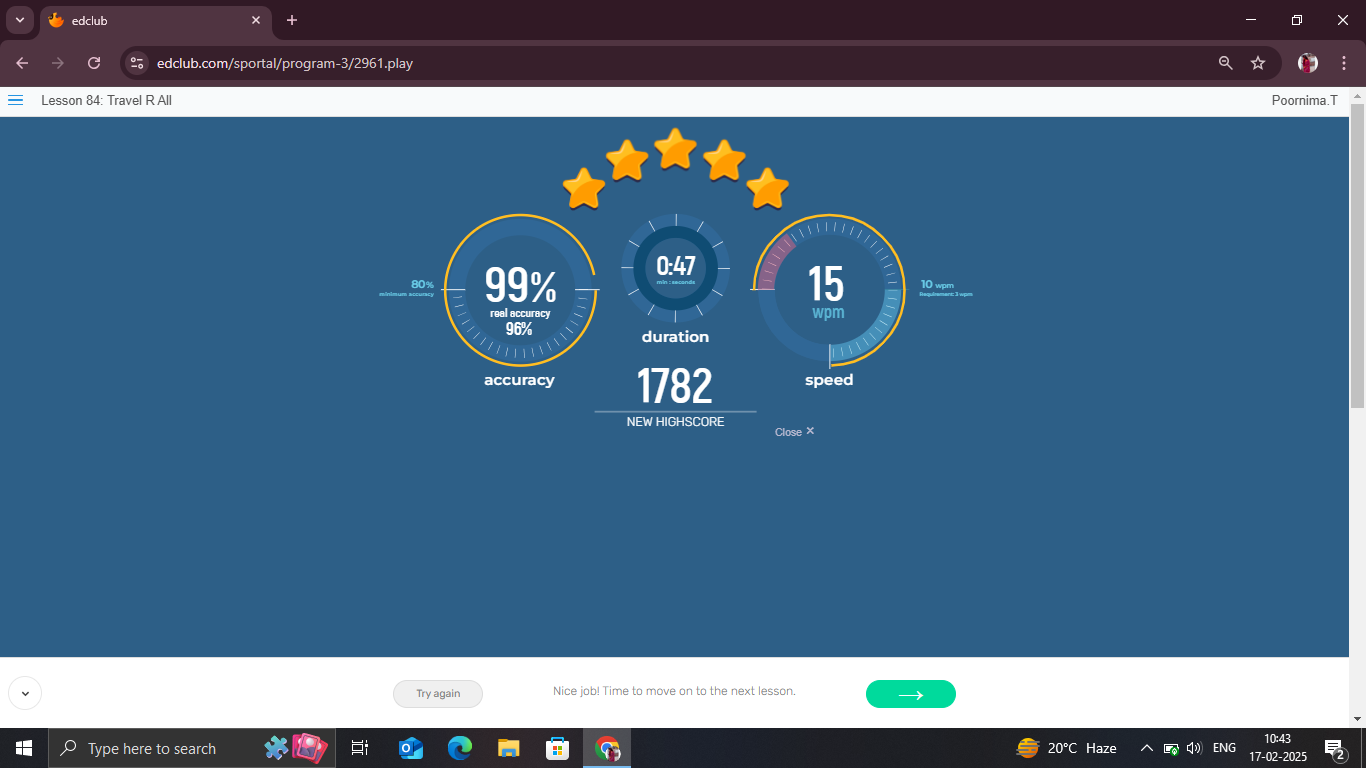 edclub
edclub.com/sportal/program-3/2961.play
Lesson 84: Travel R All
Poornima.T
80%
minimum accuracy
99%
real accuracy
96%
accuracy
0:47
min : seconds
duration
15
wpm
speed
10 wpm
Requirement: 3 wpm
1782
NEW HIGHSCORE
Close ✕
Try again
Nice job! Time to move on to the next lesson.
Type here to search
20°C Haze
ENG
10:43
17-02-2025
2